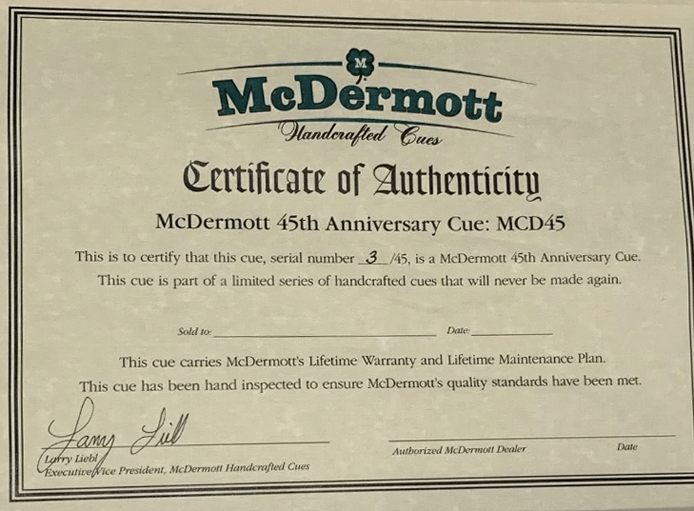 M
McDermott
Handcrafted Cues
Certificate of Authenticity
McDermott 45th Anniversary Cue: MCD45
This is to certify that this cue, serial number 3 /45, is a McDermott 45th Anniversary Cue.
This cue is part of a limited series of handcrafted cues that will never be made again.
Sold to: Date:
This cue carries McDermott's Lifetime Warranty and Lifetime Maintenance Plan.
This cue has been hand inspected to ensure McDermott's quality standards have been met.
Larry Liebl
Larry Liebl
Executive Vice President, McDermott Handcrafted Cues
Authorized McDermott Dealer Date